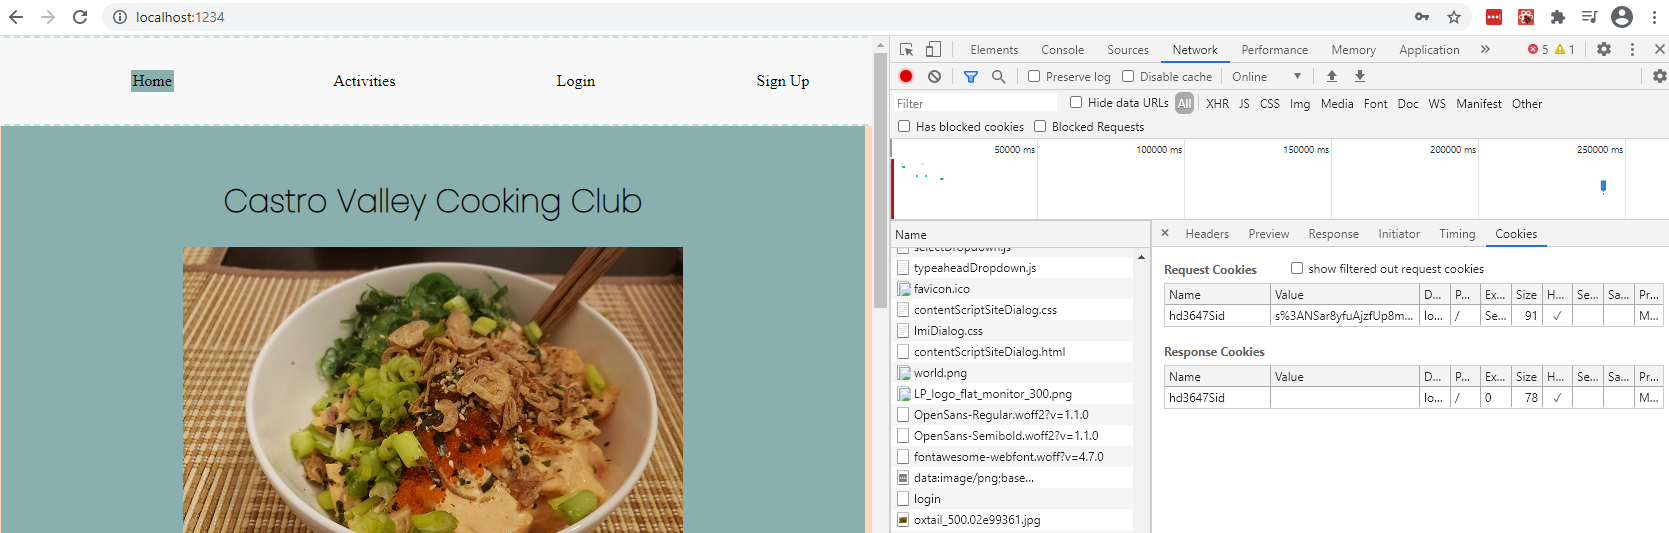 localhost:1234
Home Activities Login Sign Up
Castro Valley Cooking Club
Elements Console Sources Network Performance Memory Application » 5 1
Preserve log Disable cache Online
Filter Hide data URLs All XHR JS CSS Img Media Font Doc WS Manifest Other
Has blocked cookies Blocked Requests
50000 ms 100000 ms 150000 ms 200000 ms 250000 ms
Name
selectDropdown.js
typeaheadDropdown.js
favicon.ico
contentScriptSiteDialog.css
lmiDialog.css
contentScriptSiteDialog.html
world.png
LP_logo_flat_monitor_300.png
OpenSans-Regular.woff2?v=1.1.0
OpenSans-Semibold.woff2?v=1.1.0
fontawesome-webfont.woff?v=4.7.0
data:image/png;base...
login
oxtail_500.02e99361.jpg
× Headers Preview Response Initiator Timing Cookies
Request Cookies show filtered out request cookies
Name Value D... P... Ex... Size H... Se... Sa... Pr...
hd3647Sid s%3ANSar8yfuAjzfUp8m... lo... / Se... 91 ✓ M...
Response Cookies
Name Value D... P... Ex... Size H... Se... Sa... Pr...
hd3647Sid lo... / 0 78 ✓ M...